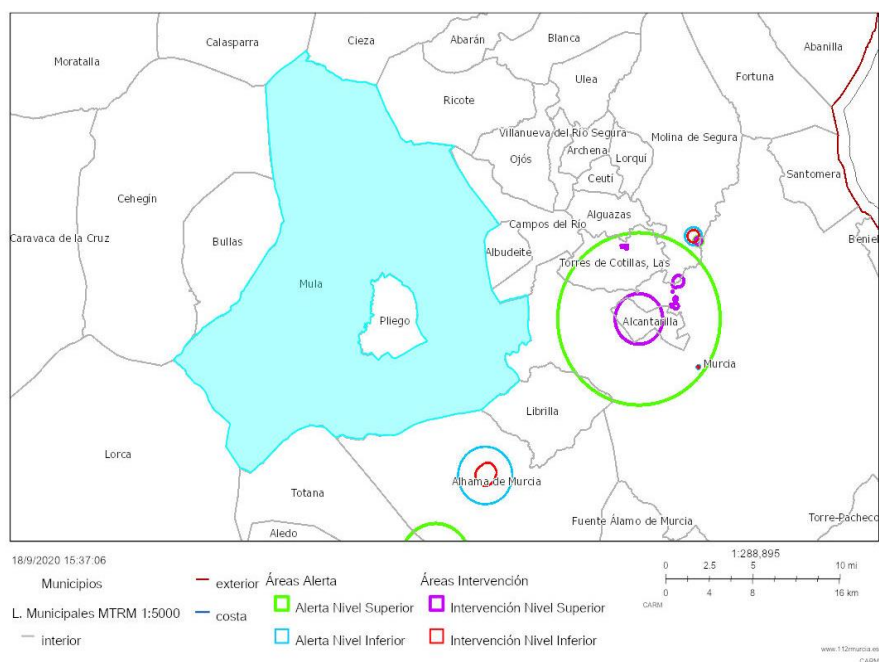 Calasparra
Cieza
Abarán
Blanca
Abanilla
Moratalla
Ulea
Fortuna
Ricote
Villanueva del Río Segura
Molina de Segura
Archena
Ojós
Lorquí
Ceutí
Santomera
Cehegín
Alguazas
Caravaca de la Cruz
Bullas
Campos del Río
Beniel
Albudeite
Torres de Cotillas, Las
Mula
Pliego
Alcantarilla
Murcia
Librilla
Lorca
Alhama de Murcia
Totana
Fuente Álamo de Murcia
Torre-Pacheco
Aledo
18/9/2020 15:37:06
1:288,895
Municipios
exterior
Áreas Alerta
Áreas Intervención
0 2.5 5 10 mi
0 4 8 16 km
CARM
L. Municipales MTRM 1:5000
costa
Alerta Nivel Superior
Intervención Nivel Superior
interior
Alerta Nivel Inferior
Intervención Nivel Inferior
www.112rmurcia.es
CARM